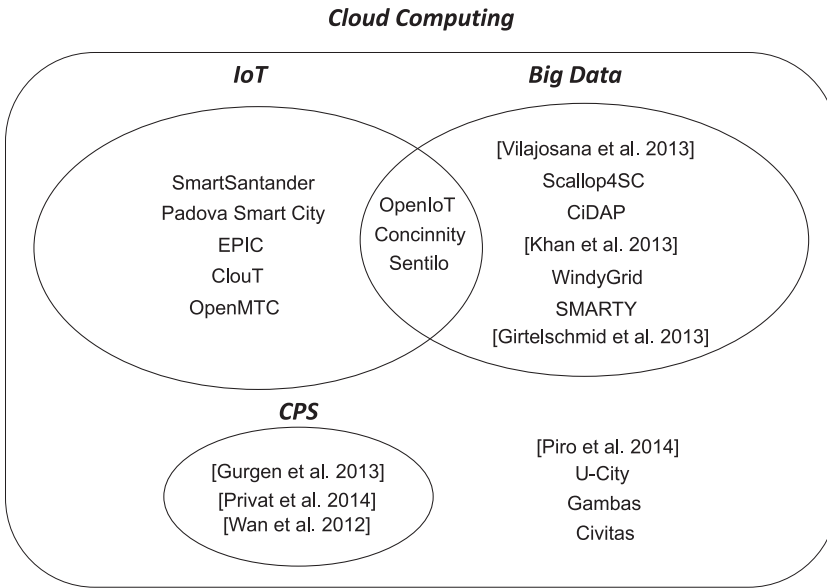 Cloud Computing
IoT
Big Data
SmartSantander
Padova Smart City
EPIC
ClouT
OpenMTC
OpenIoT
Concinnity
Sentilo
[Vilajosana et al. 2013]
Scallop4SC
CiDAP
[Khan et al. 2013]
WindyGrid
SMARTY
[Girtelschmid et al. 2013]
CPS
[Gurgen et al. 2013]
[Privat et al. 2014]
[Wan et al. 2012]
[Piro et al. 2014]
U-City
Gambas
Civitas